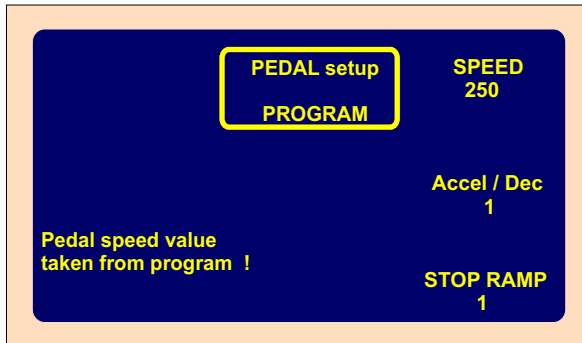 PEDAL setup
PROGRAM
SPEED
250
Accel / Dec
1
Pedal speed value
taken from program !
STOP RAMP
1